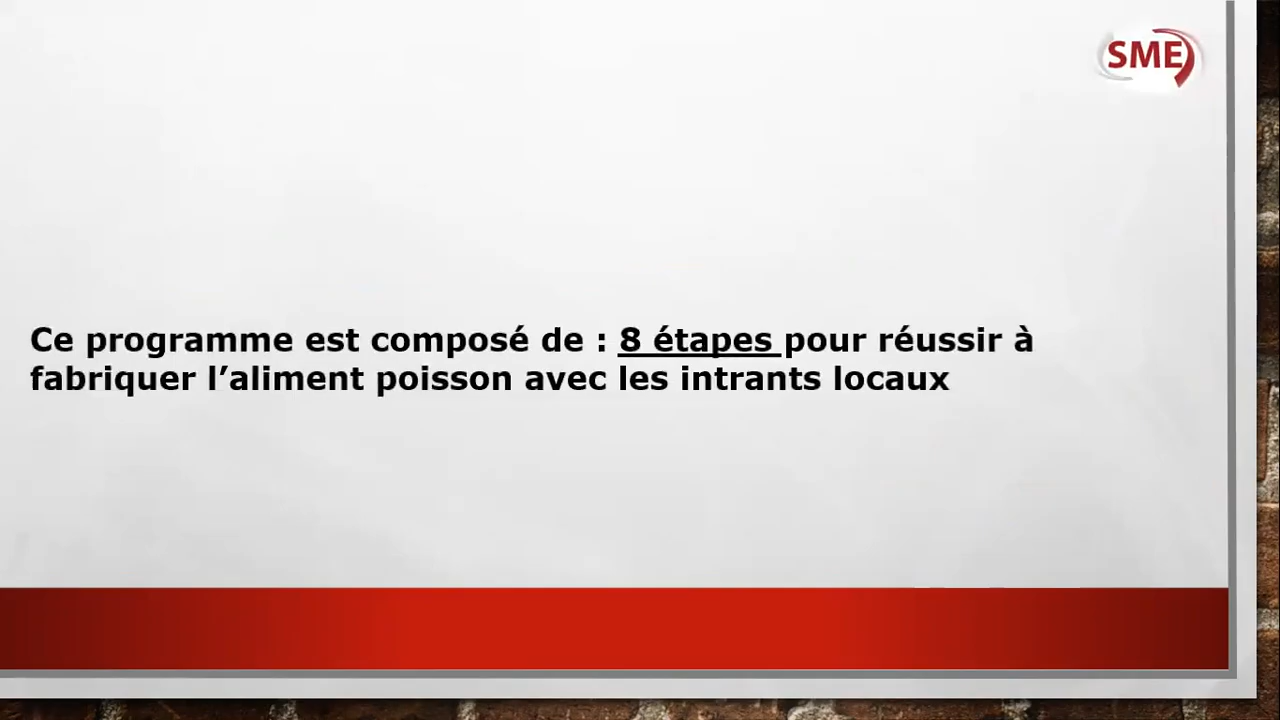 SME
Ce programme est composé de : 8 étapes pour réussir à
fabriquer l’aliment poisson avec les intrants locaux